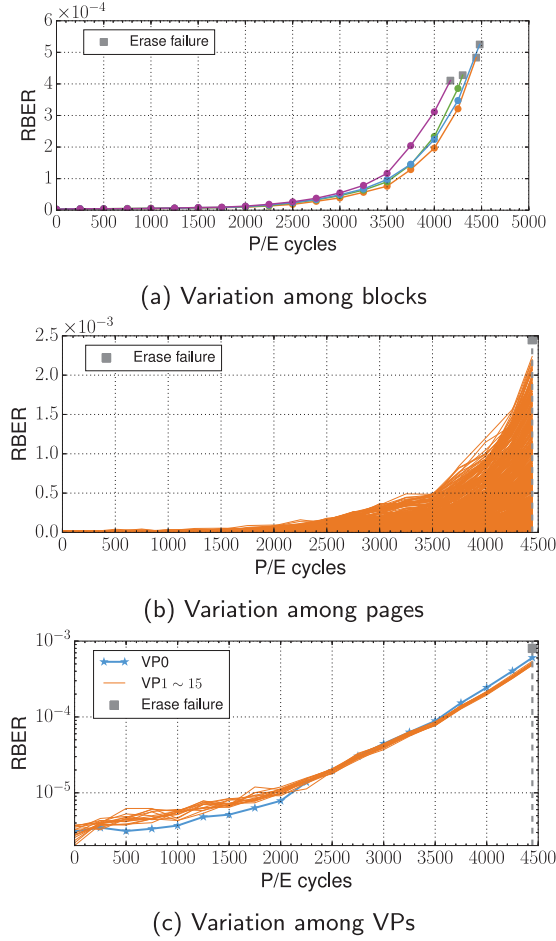 ×10⁻⁴
6
5
4
3
2
1
0
RBER
Erase failure
0 500 1000 1500 2000 2500 3000 3500 4000 4500 5000
P/E cycles
(a) Variation among blocks
×10⁻³
2.5
2.0
1.5
1.0
0.5
0.0
RBER
Erase failure
0 500 1000 1500 2000 2500 3000 3500 4000 4500
P/E cycles
(b) Variation among pages
10⁻³
10⁻⁴
10⁻⁵
RBER
VP0
VP1 ~ 15
Erase failure
0 500 1000 1500 2000 2500 3000 3500 4000 4500
P/E cycles
(c) Variation among VPs